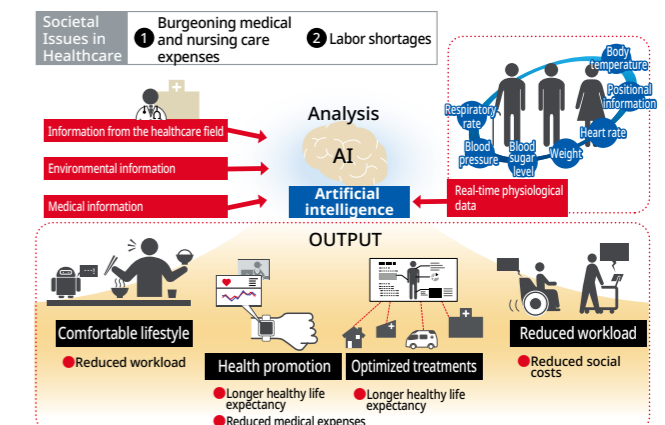 Societal
Issues in
Healthcare
1
Burgeoning medical
and nursing care
expenses
2
Labor shortages
Body
temperature
Positional
information
Heart rate
Weight
Blood
sugar
level
Blood
pressure
Respiratory
rate
Information from the healthcare field
Environmental information
Medical information
Analysis
AI
Artificial
intelligence
Real-time physiological
data
OUTPUT
Comfortable lifestyle
Reduced workload
Health promotion
Longer healthy life
expectancy
Reduced medical expenses
Optimized treatments
Longer healthy life
expectancy
Reduced workload
Reduced social
costs